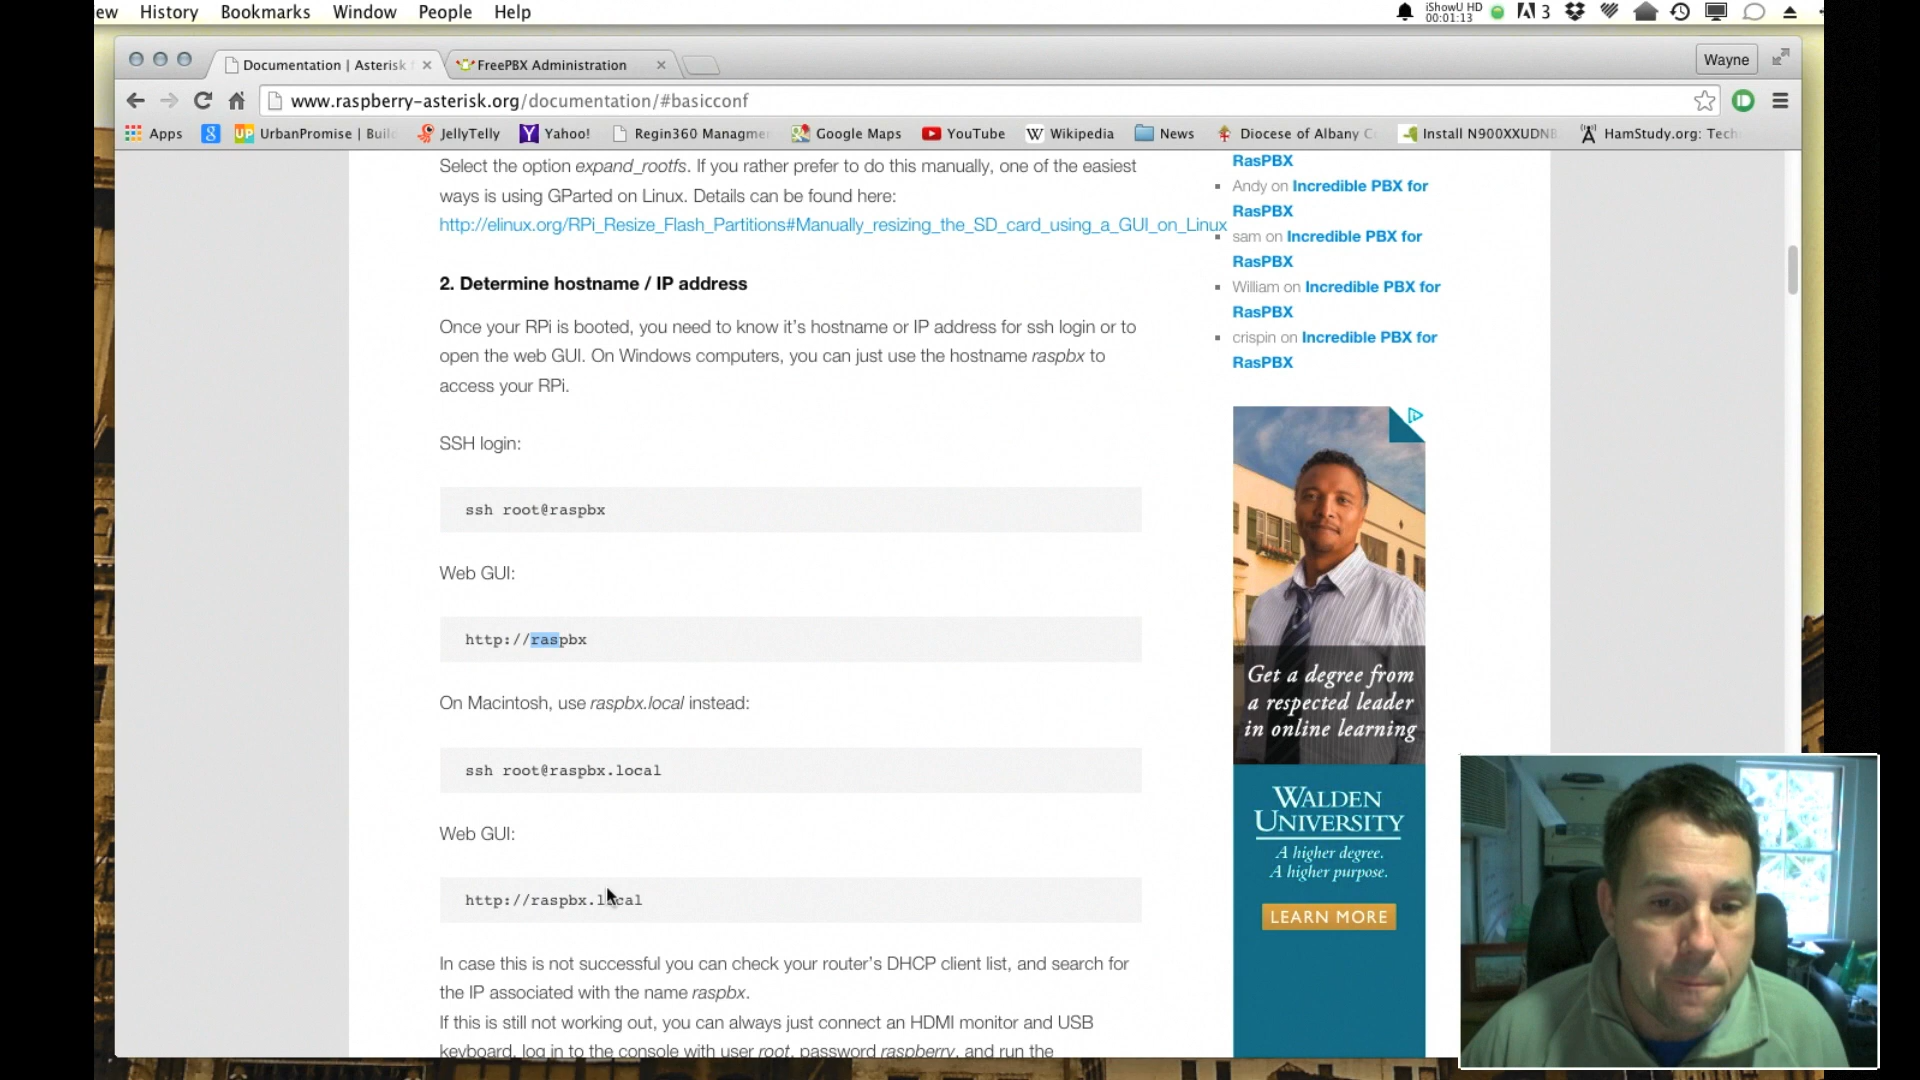 ew History Bookmarks Window People Help
iShowU HD
00:01:13
3
Documentation | Asterisk
FreePBX Administration
Wayne
www.raspberry-asterisk.org/documentation/#basicconf
Apps UrbanPromise | Buil JellyTelly Yahoo! Regin360 Managme Google Maps YouTube Wikipedia News Diocese of Albany C Install N900XXUDNB HamStudy.org: Tech
Select the option expand_rootfs. If you rather prefer to do this manually, one of the easiest
ways is using GParted on Linux. Details can be found here:
http://elinux.org/RPi_Resize_Flash_Partitions#Manually_resizing_the_SD_card_using_a_GUI_on_Linux
2. Determine hostname / IP address
Once your RPi is booted, you need to know it's hostname or IP address for ssh login or to
open the web GUI. On Windows computers, you can just use the hostname raspbx to
access your RPi.
SSH login:
ssh root@raspbx
Web GUI:
http://raspbx
On Macintosh, use raspbx.local instead:
ssh root@raspbx.local
Web GUI:
http://raspbx.local
In case this is not successful you can check your router's DHCP client list, and search for
the IP associated with the name raspbx.
If this is still not working out, you can always just connect an HDMI monitor and USB
keyboard, log in to the console with user root, password raspberry, and run the
RasPBX
Andy on Incredible PBX for
RasPBX
sam on Incredible PBX for
RasPBX
William on Incredible PBX for
RasPBX
crispin on Incredible PBX for
RasPBX
Get a degree from
a respected leader
in online learning
WALDEN
UNIVERSITY
A higher degree.
A higher purpose.
LEARN MORE